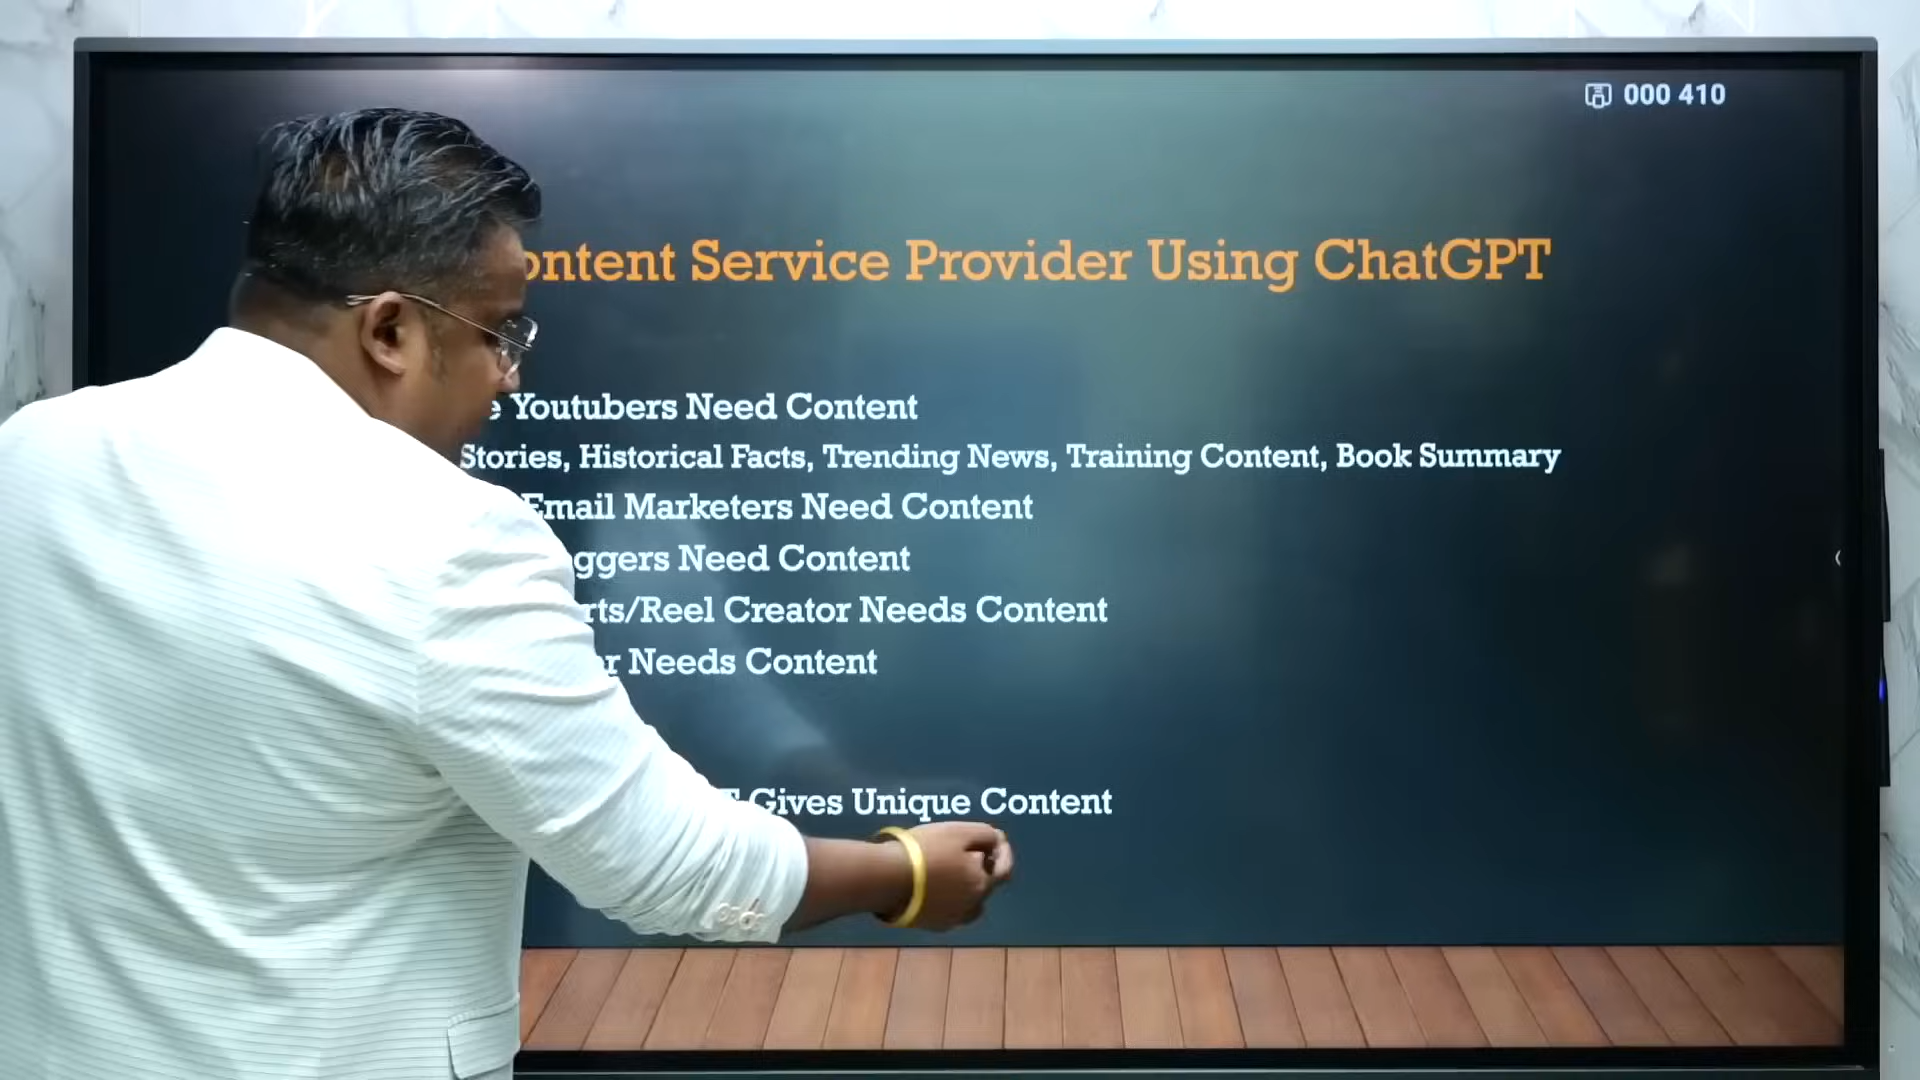 000 410
ontent Service Provider Using ChatGPT
e Youtubers Need Content
Stories, Historical Facts, Trending News, Training Content, Book Summary
Email Marketers Need Content
ggers Need Content
rts/Reel Creator Needs Content
r Needs Content
T Gives Unique Content